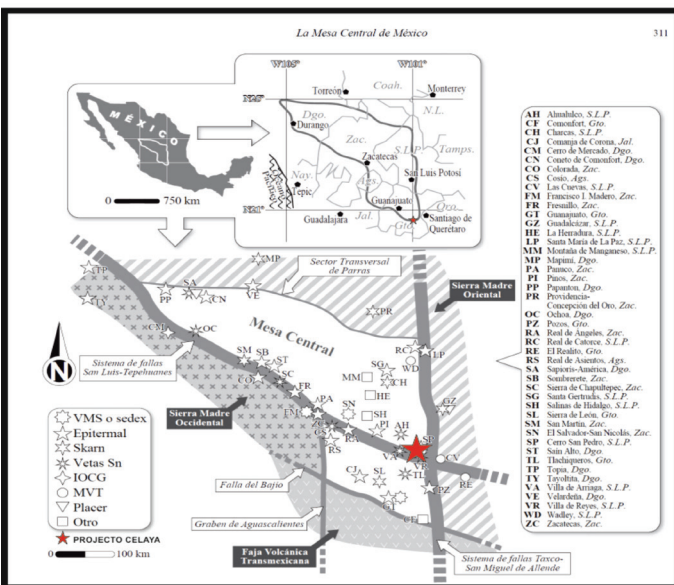 La Mesa Central de México
311
W105°
W101°
Torreón
Coah.
Monterrey
N.L.
Dgo.
Durango
Zac.
Zacatecas
S.L.P.
Tamps.
San Luis Potosí
Nay.
Ags.
Tepic
Guanajuato
Qro.
Guadalajara
Jal.
Gto.
Santiago de
Querétaro
N21°
MÉXICO
0 750 km
AH Ahualulco, S.L.P.
CF Comonfort, Gto.
CH Charcas, S.L.P.
CJ Comanja de Corona, Jal.
CM Cerro de Mercado, Dgo.
CN Coneto de Comonfort, Dgo.
CO Colorada, Zac.
CS Cosío, Ags.
CV Las Cuevas, S.L.P.
FM Francisco I. Madero, Zac.
FR Fresnillo, Zac.
GT Guanajuato, Gto.
GZ Guadalcázar, S.L.P.
HE La Herradura, S.L.P.
LP Santa María de La Paz, S.L.P.
MM Montaña de Manganeso, S.L.P.
MP Mapimí, Dgo.
PA Panuco, Zac.
PI Pinos, Zac.
PP Papanton, Dgo.
PR Providencia-
Concepción del Oro, Zac.
OC Ochoa, Dgo.
PZ Pozos, Gto.
RA Real de Ángeles, Zac.
RC Real de Catorce, S.L.P.
RE El Realito, Gto.
RS Real de Asientos, Ags.
SA Sapioris-América, Dgo.
SB Sombrerete, Zac.
SC Sierra de Chapultepec, Zac.
SG Santa Gertrudis, S.L.P.
SH Salinas de Hidalgo, S.L.P.
SL Sierra de León, Gto.
SM San Martín, Zac.
SN El Salvador-San Nicolás, Zac.
SP Cerro San Pedro, S.L.P.
ST Saín Alto, Dgo.
TL Tlachiqueros, Gto.
TP Topia, Dgo.
TY Tayoltita, Dgo.
VA Villa de Arriaga, S.L.P.
VE Velardeña, Dgo.
VR Villa de Reyes, S.L.P.
WD Wadley, S.L.P.
ZC Zacatecas, Zac.
TP
TY
PP
SA
CN
MP
VE
Sector Transversal
de Parras
Sierra Madre
Oriental
PR
Mesa Central
CM
OC
N
Sistema de fallas
San Luis-Tepehuanes
SM
SB
ST
CO
SC
FR
RC
LP
WD
SG
CH
MM
HE
GZ
Sierra Madre
Occidental
FM
PA
ZC
SN
SH
RS
RA
PI
AH
SP
VA
VR
CV
TL
RE
CJ
SL
PZ
GT
CF
Falla del Bajío
Graben de Aguascalientes
Faja Volcánica
Transmexicana
Sistema de fallas Taxco-
San Miguel de Allende
VMS o sedex
Epitermal
Skarn
Vetas Sn
IOCG
MVT
Placer
Otro
PROJECTO CELAYA
0 100 km